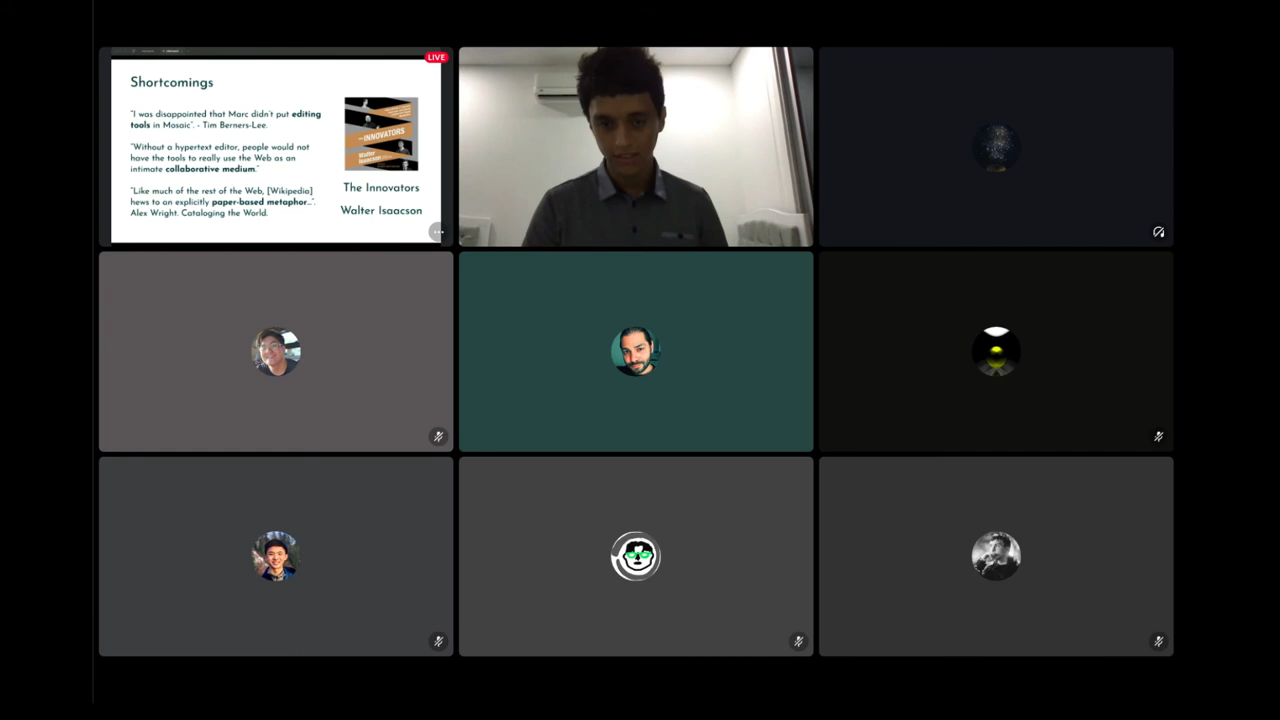 LIVE
Shortcomings
“I was disappointed that Marc didn’t put editing
tools in Mosaic”. - Tim Berners-Lee.
“Without a hypertext editor, people would not
have the tools to really use the Web as an
intimate collaborative medium.”
“Like much of the rest of the Web, [Wikipedia]
hews to an explicitly paper-based metaphor...”.
Alex Wright. Cataloging the World.
INNOVATORS
Walter
Isaacson
The Innovators
Walter Isaacson